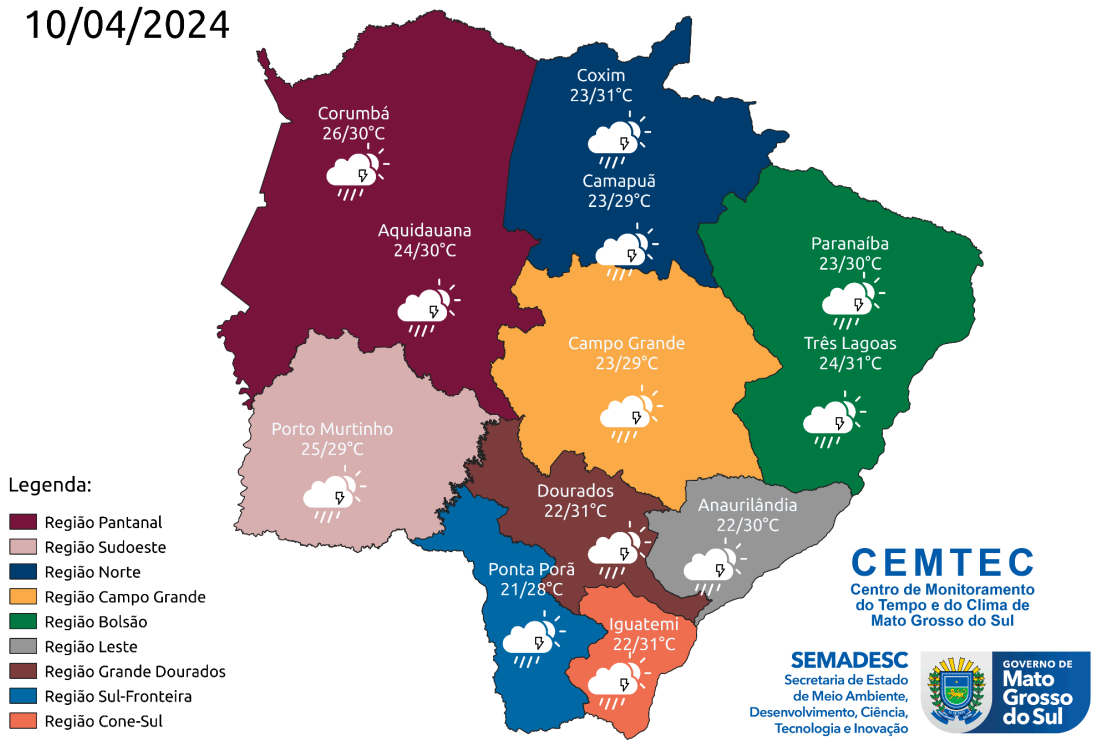 10/04/2024
Coxim
23/31°C
Corumbá
26/30°C
Camapuã
23/29°C
Aquidauana
24/30°C
Paranaíba
23/30°C
Campo Grande
23/29°C
Três Lagoas
24/31°C
Porto Murtinho
25/29°C
Dourados
22/31°C
Anaurilândia
22/30°C
Ponta Porã
21/28°C
Iguatemi
22/31°C
Legenda:
Região Pantanal
Região Sudoeste
Região Norte
Região Campo Grande
Região Bolsão
Região Leste
Região Grande Dourados
Região Sul-Fronteira
Região Cone-Sul
CEMTEC
Centro de Monitoramento
do Tempo e do Clima de
Mato Grosso do Sul
SEMADESC
Secretaria de Estado
de Meio Ambiente,
Desenvolvimento, Ciência,
Tecnologia e Inovação
GOVERNO DE
Mato
Grosso
do Sul